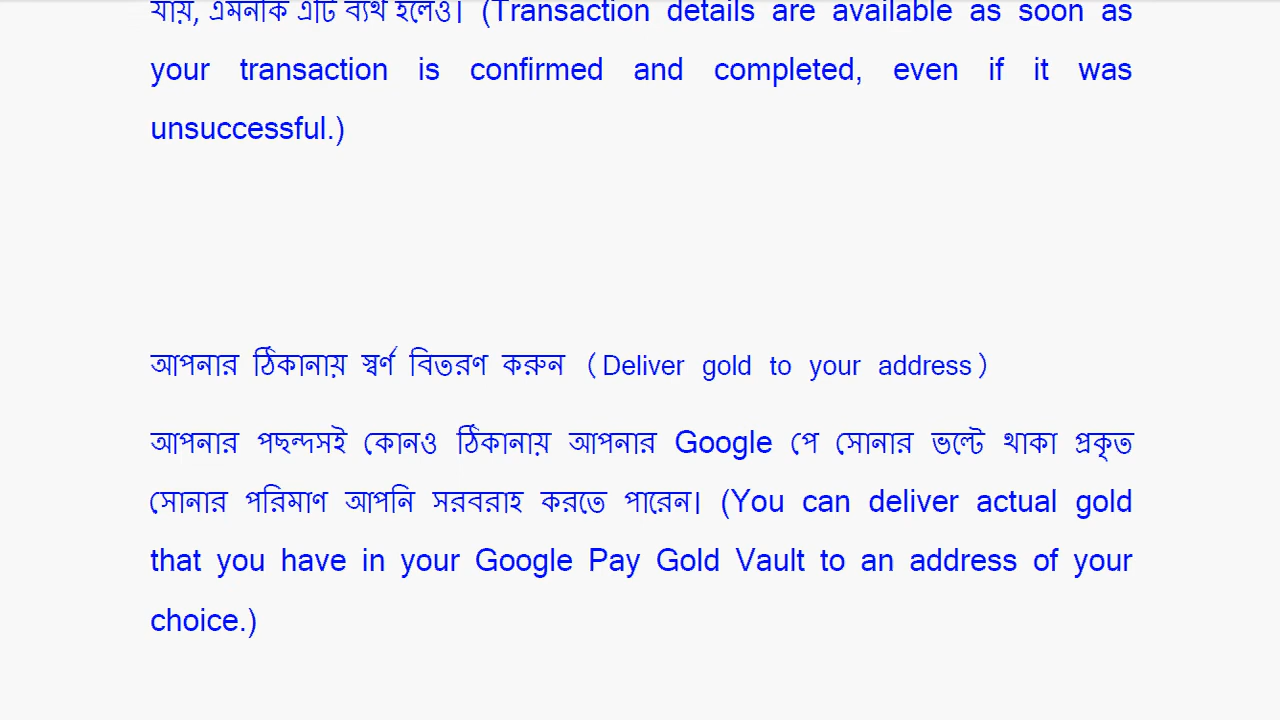 যায়, এমনকি এটি ব্যর্থ হলেও। (Transaction details are available as soon as
your transaction is confirmed and completed, even if it was
unsuccessful.)
আপনার ঠিকানায় স্বর্ণ বিতরণ করুন (Deliver gold to your address)
আপনার পছন্দসই কোনও ঠিকানায় আপনার Google পে সোনার ভল্টে থাকা প্রকৃত
সোনার পরিমাণ আপনি সরবরাহ করতে পারেন। (You can deliver actual gold
that you have in your Google Pay Gold Vault to an address of your
choice.)